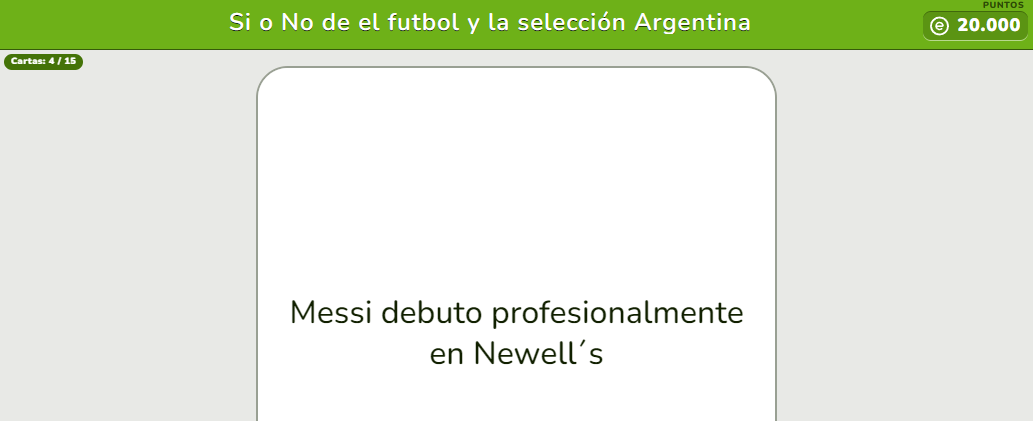 PUNTOS
Si o No de el futbol y la selección Argentina
20.000
Cartas: 4 / 15
Messi debuto profesionalmente
en Newell´s